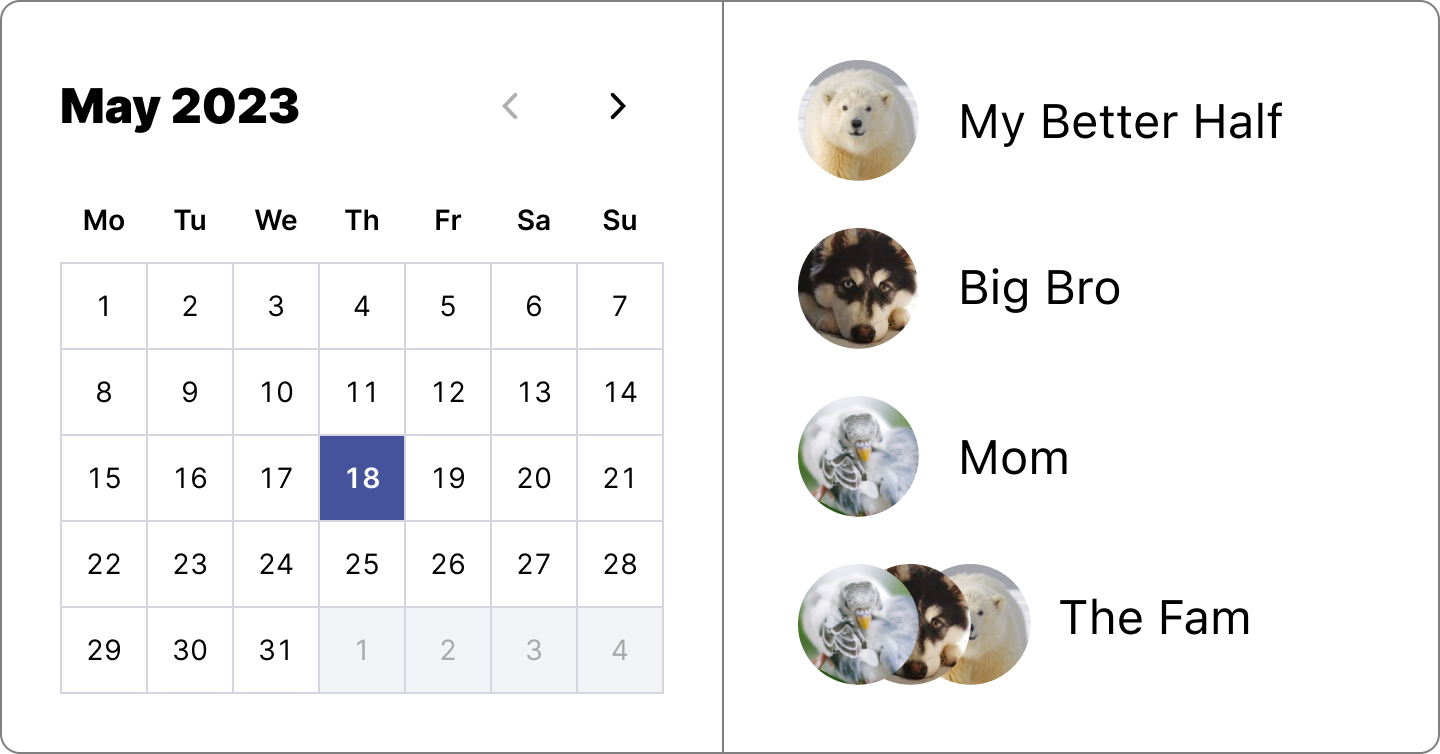 May 2023
Mo Tu We Th Fr Sa Su
1 2 3 4 5 6 7
8 9 10 11 12 13 14
15 16 17 18 19 20 21
22 23 24 25 26 27 28
29 30 31 1 2 3 4
My Better Half
Big Bro
Mom
The Fam